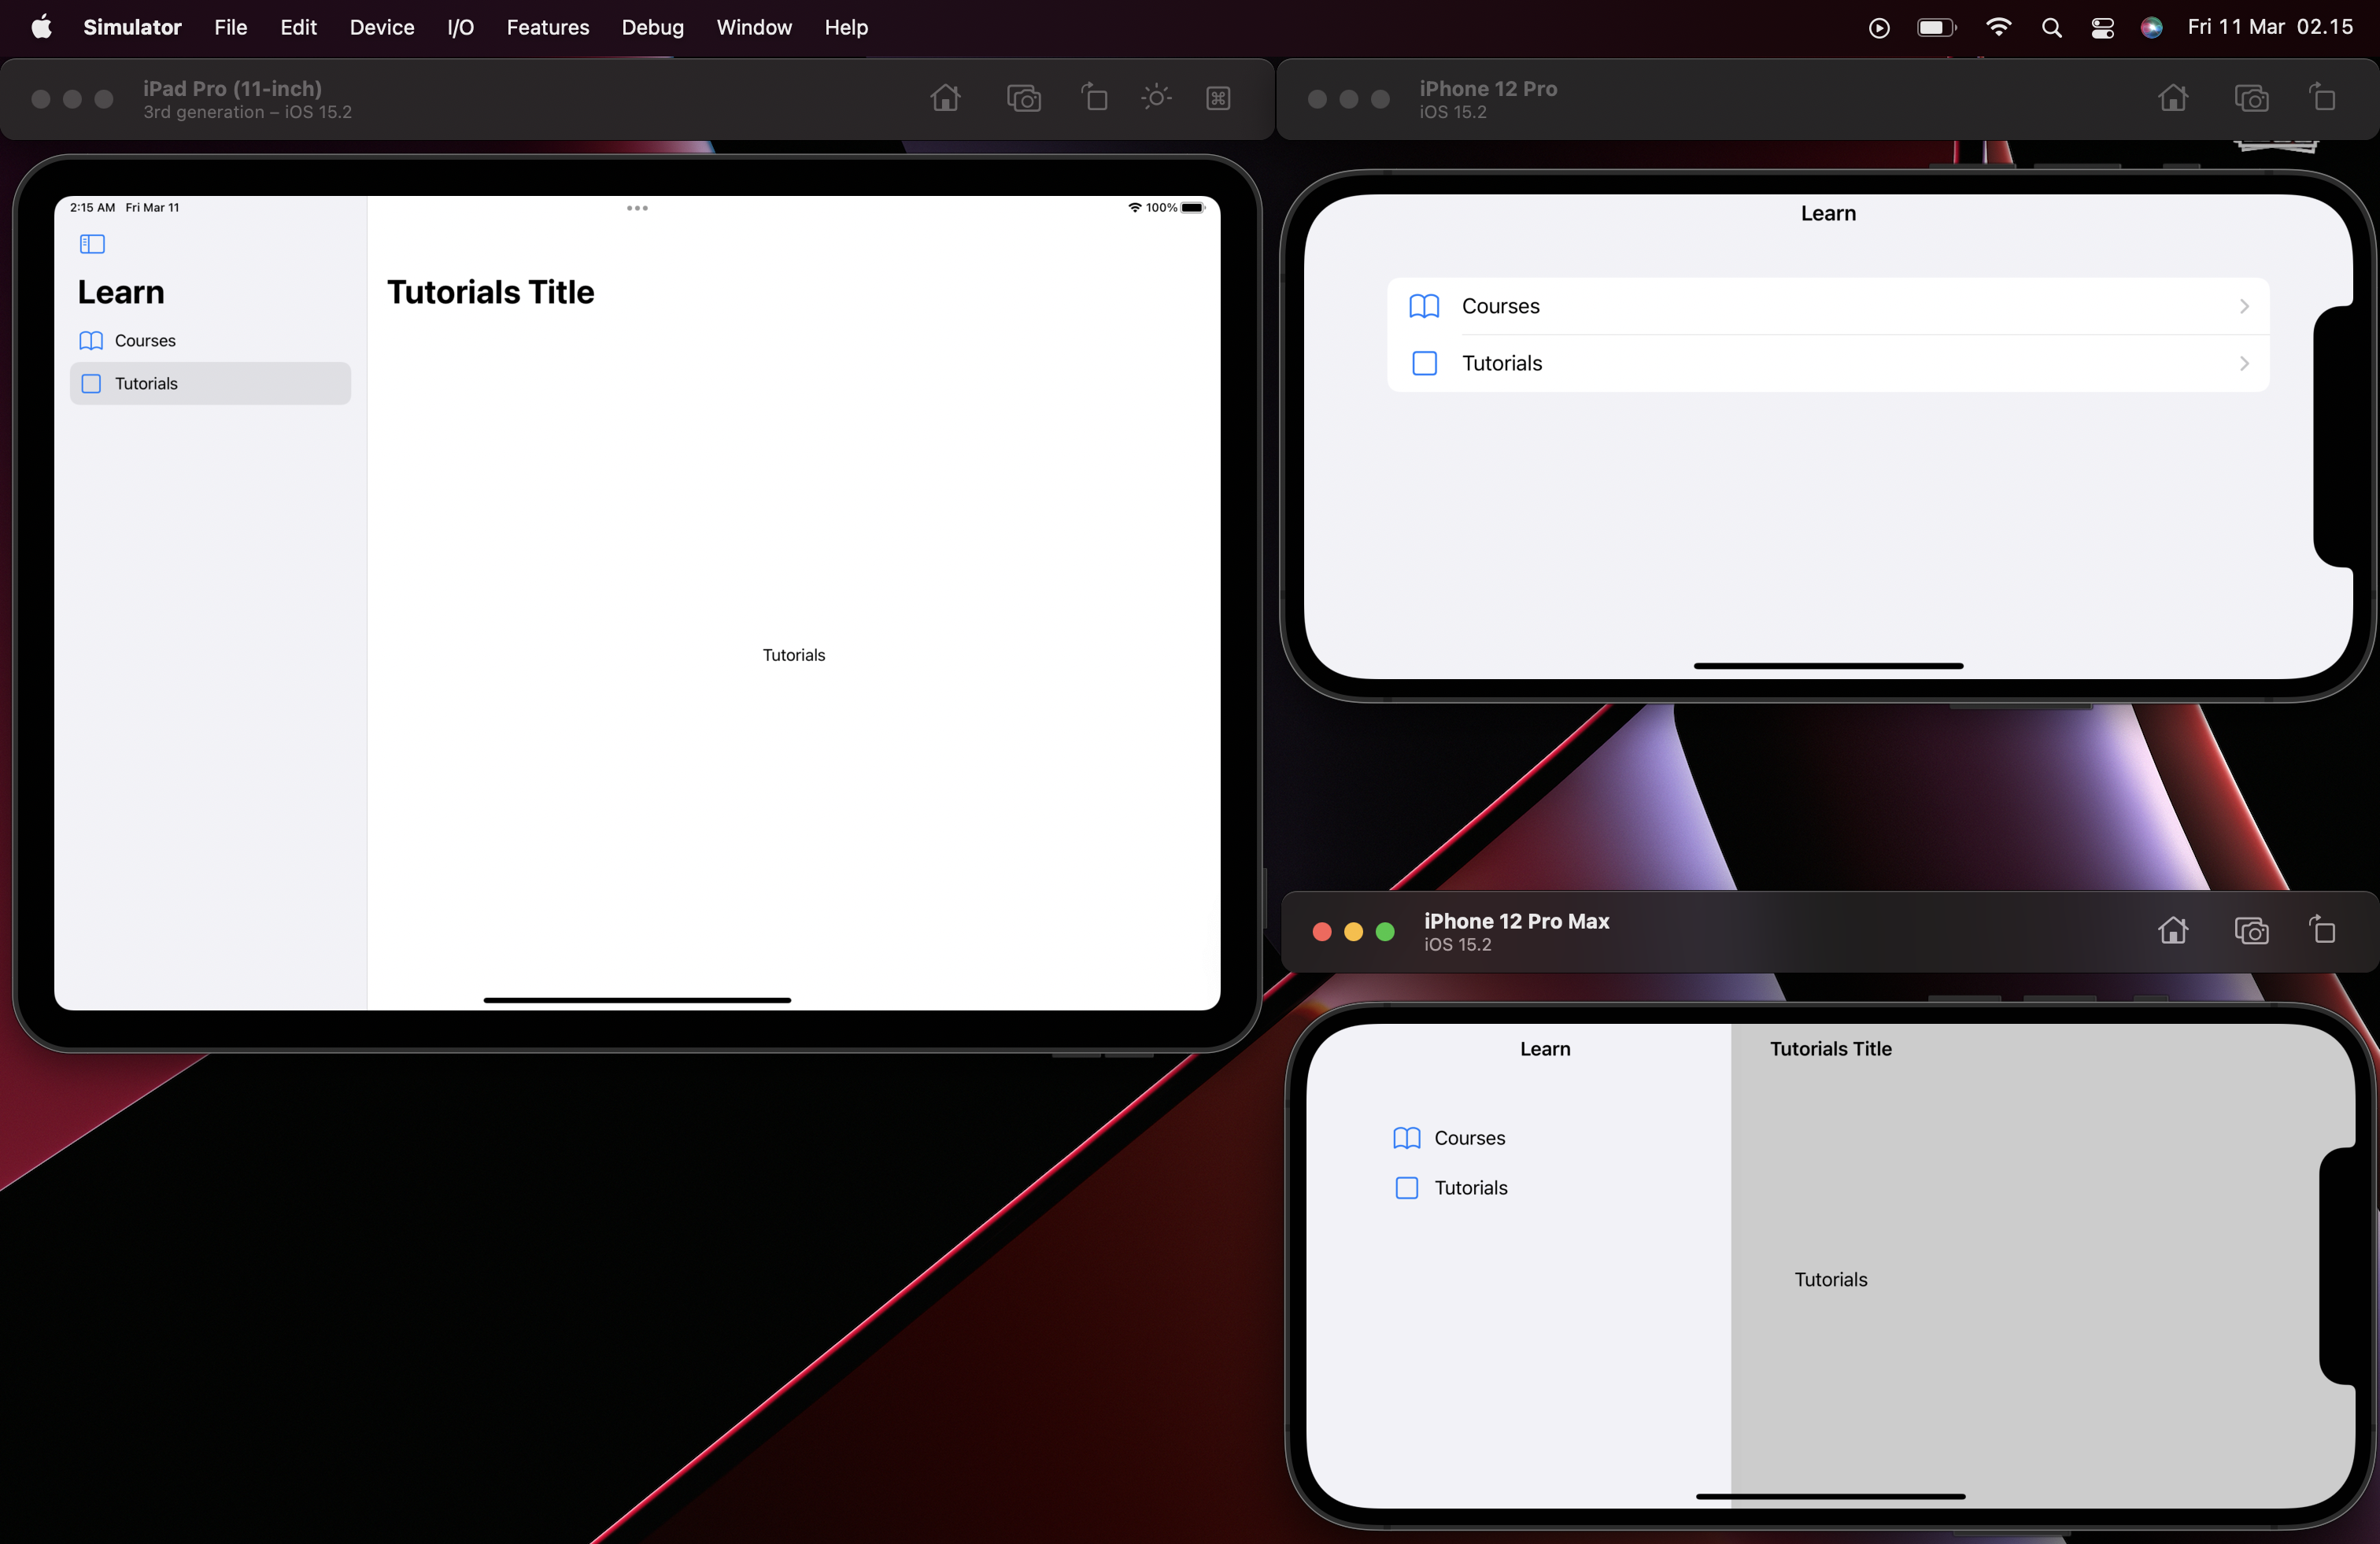 Simulator File Edit Device I/O Features Debug Window Help Fri 11 Mar 02.15
iPad Pro (11-inch)
3rd generation – iOS 15.2
2:15 AM Fri Mar 11 100%
Learn
Courses
Tutorials
Tutorials Title
Tutorials
iPhone 12 Pro
iOS 15.2
Learn
Courses
Tutorials
iPhone 12 Pro Max
iOS 15.2
Learn
Courses
Tutorials
Tutorials Title
Tutorials